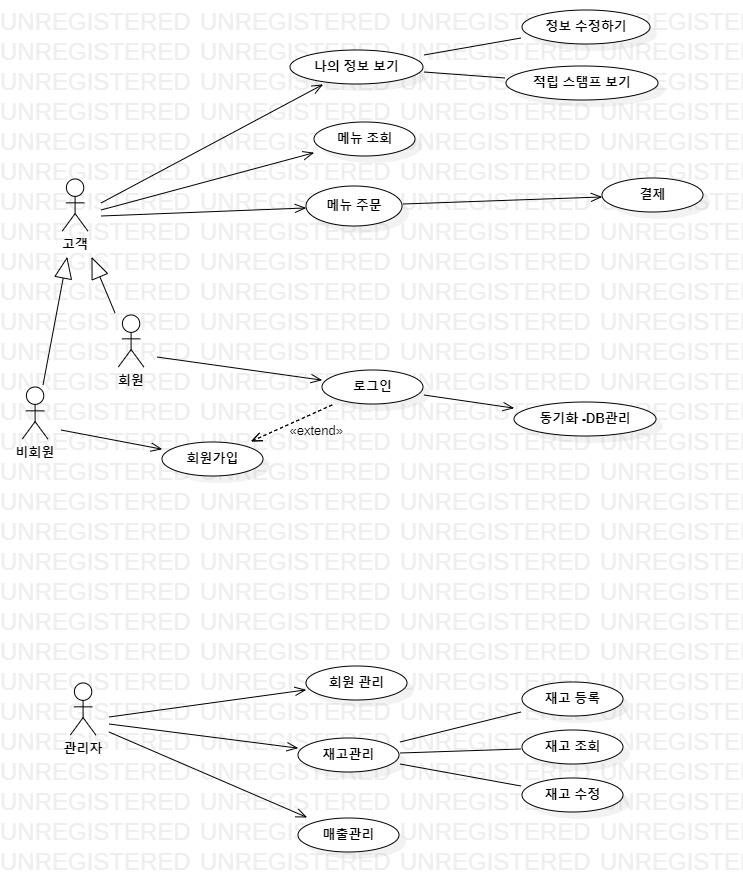 정보 수정하기
나의 정보 보기
적립 스탬프 보기
메뉴 조회
결제
메뉴 주문
고객
회원
로그인
동기화 -DB관리
«extend»
비회원
회원가입
회원 관리
재고 등록
관리자
재고관리
재고 조회
재고 수정
매출관리
UNREGISTERED